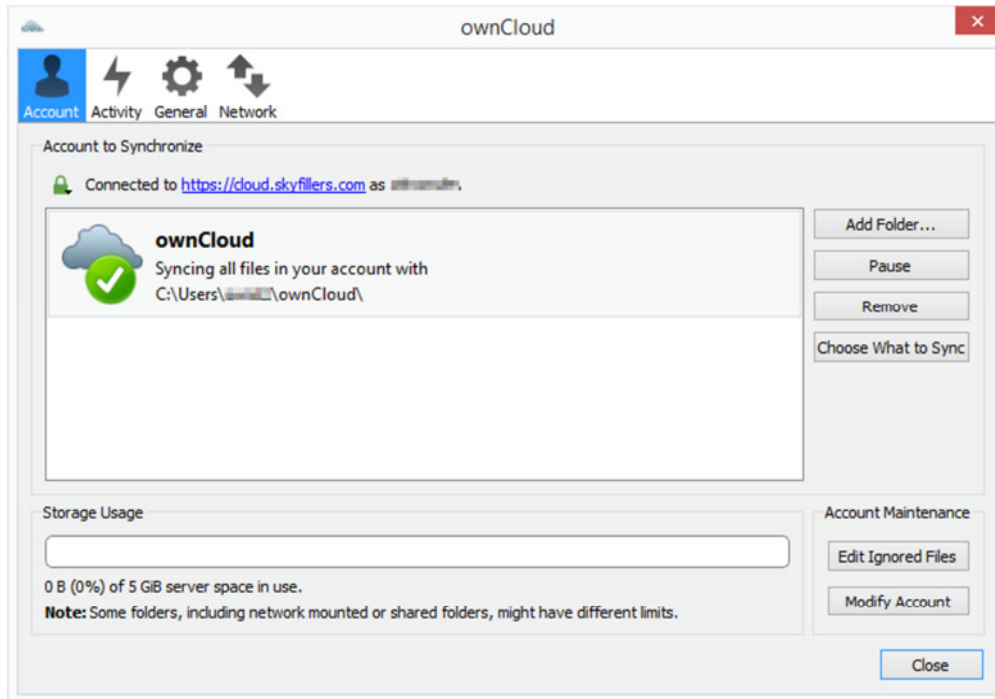 ownCloud
Account Activity General Network
Account to Synchronize
Connected to https://cloud.skyfillers.com as .
ownCloud
Syncing all files in your account with
C:\Users\ \ownCloud\
Add Folder...
Pause
Remove
Choose What to Sync
Storage Usage
0 B (0%) of 5 GiB server space in use.
Note: Some folders, including network mounted or shared folders, might have different limits.
Account Maintenance
Edit Ignored Files
Modify Account
Close